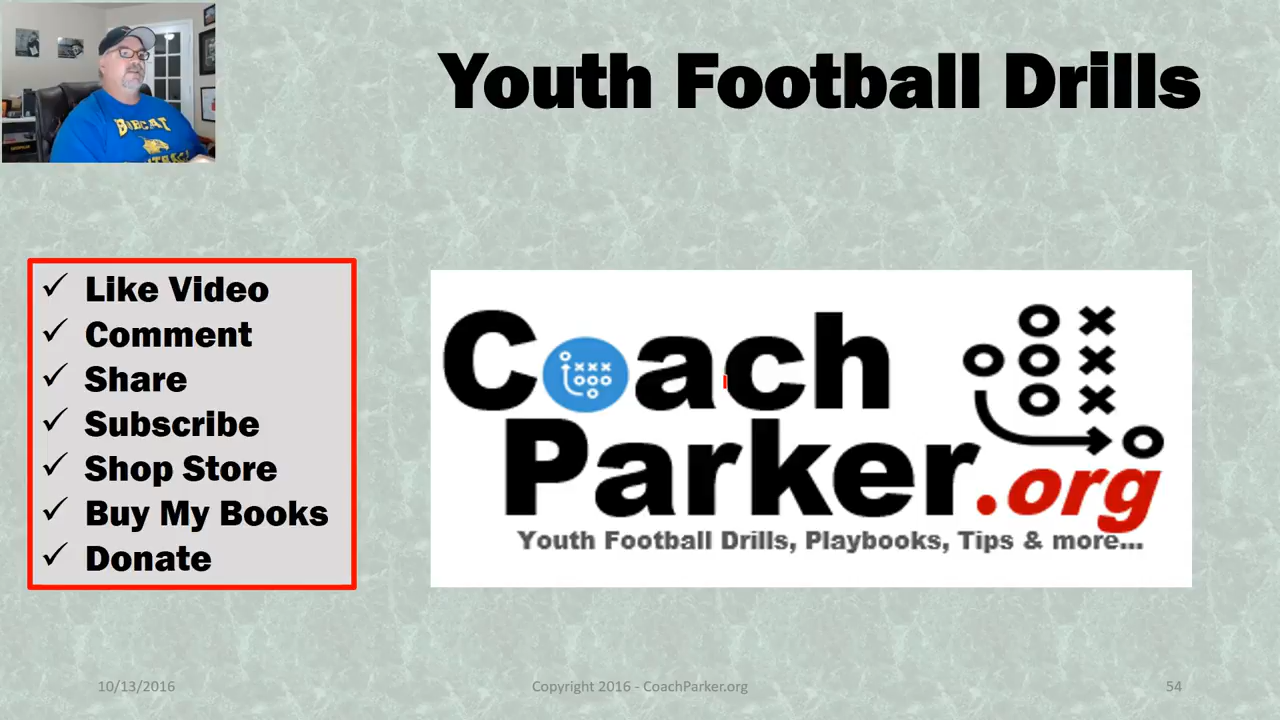 Youth Football Drills
BOBCAT
✓ Like Video
✓ Comment
✓ Share
✓ Subscribe
✓ Shop Store
✓ Buy My Books
✓ Donate
Coach
Parker.org
Youth Football Drills, Playbooks, Tips & more...
10/13/2016
Copyright 2016 - CoachParker.org
54